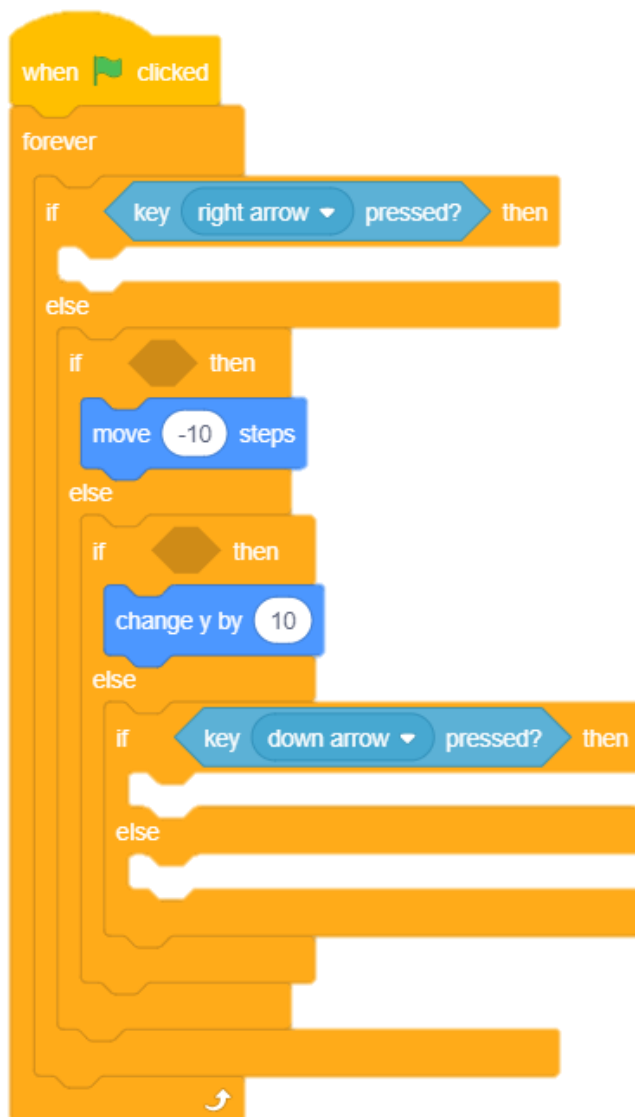 when clicked
forever
if key right arrow pressed? then
else
if then
move -10 steps
else
if then
change y by 10
else
if key down arrow pressed? then
else